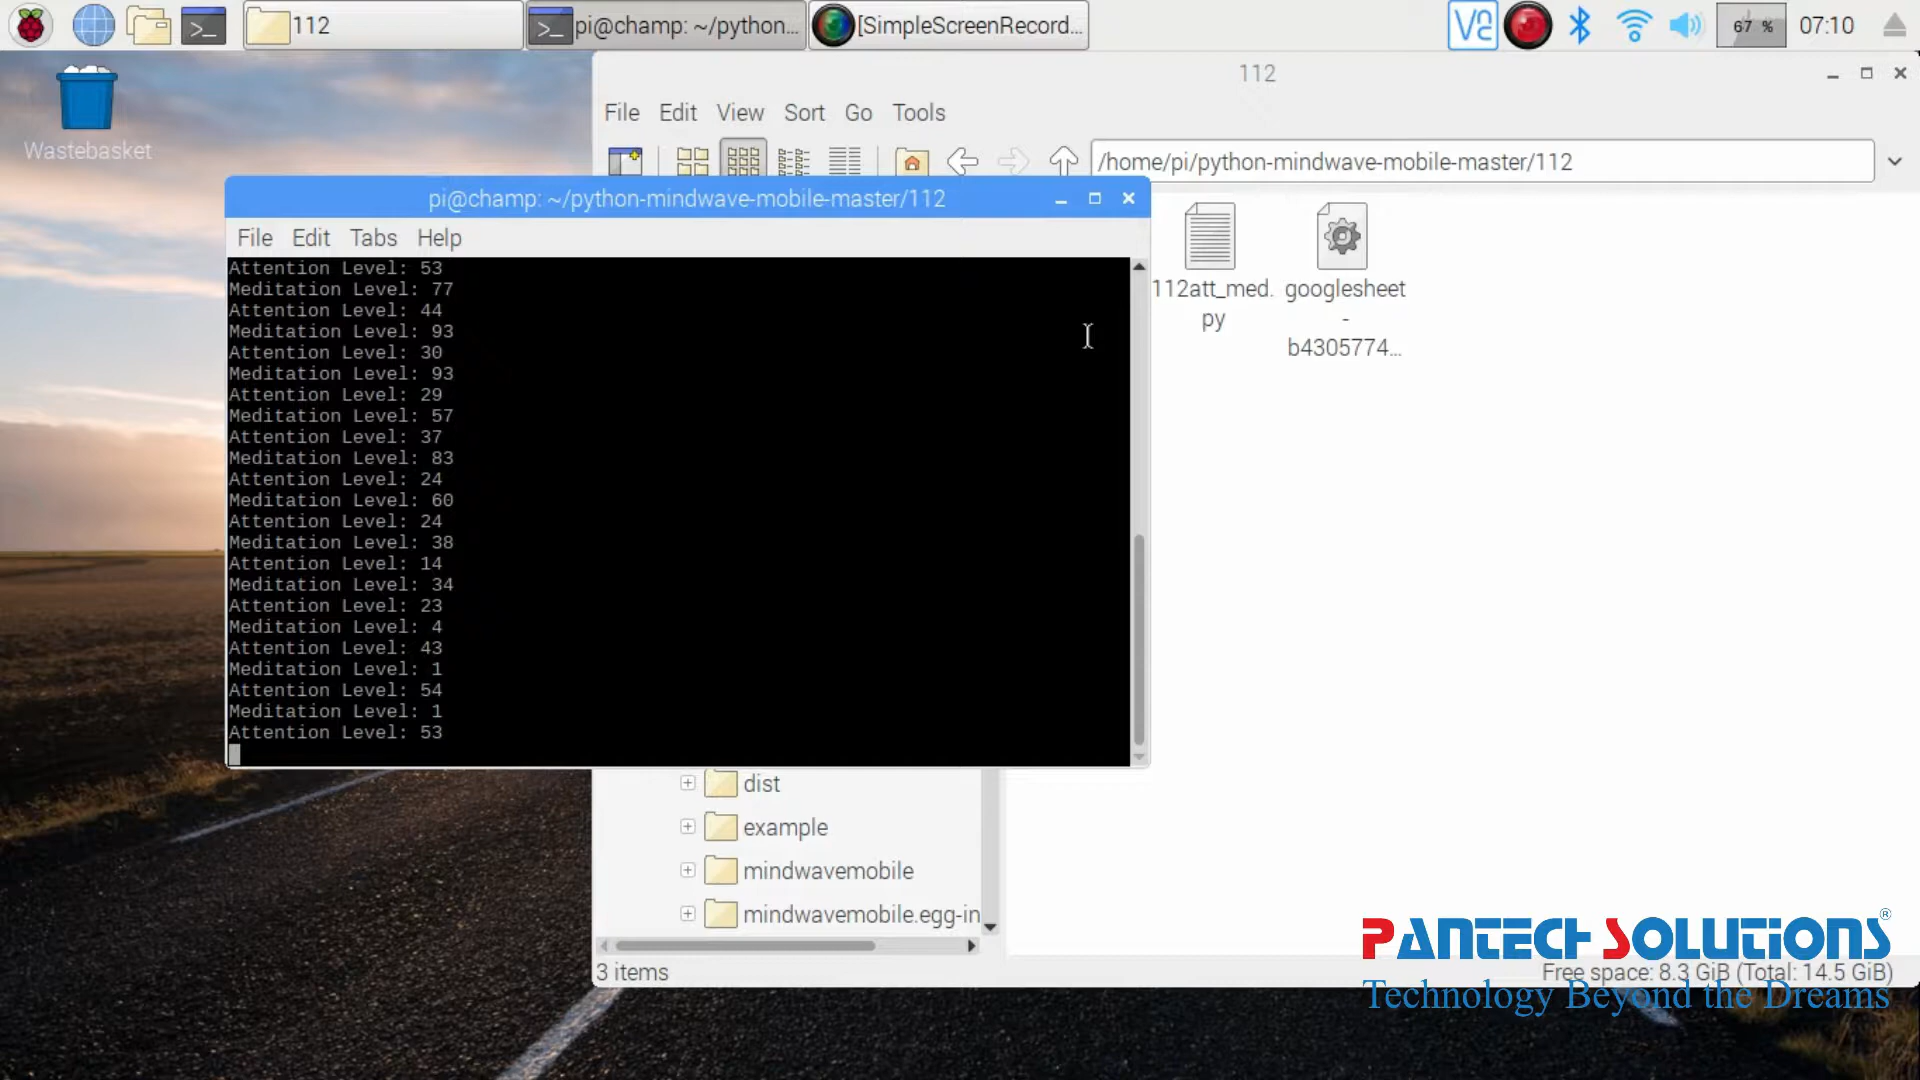 112
pi@champ: ~/python...
[SimpleScreenRecord...
67 %
07:10
Wastebasket
112
File Edit View Sort Go Tools
/home/pi/python-mindwave-mobile-master/112
pi@champ: ~/python-mindwave-mobile-master/112
File Edit Tabs Help
Attention Level: 53
Meditation Level: 77
Attention Level: 44
Meditation Level: 93
Attention Level: 30
Meditation Level: 93
Attention Level: 29
Meditation Level: 57
Attention Level: 37
Meditation Level: 83
Attention Level: 24
Meditation Level: 60
Attention Level: 24
Meditation Level: 38
Attention Level: 14
Meditation Level: 34
Attention Level: 23
Meditation Level: 4
Attention Level: 43
Meditation Level: 1
Attention Level: 54
Meditation Level: 1
Attention Level: 53
112att_med.
py
googlesheet
-
b4305774...
dist
example
mindwavemobile
mindwavemobile.egg-in
3 items
Free space: 8.3 GiB (Total: 14.5 GiB)
PANTECH SOLUTIONS®
Technology Beyond the Dreams